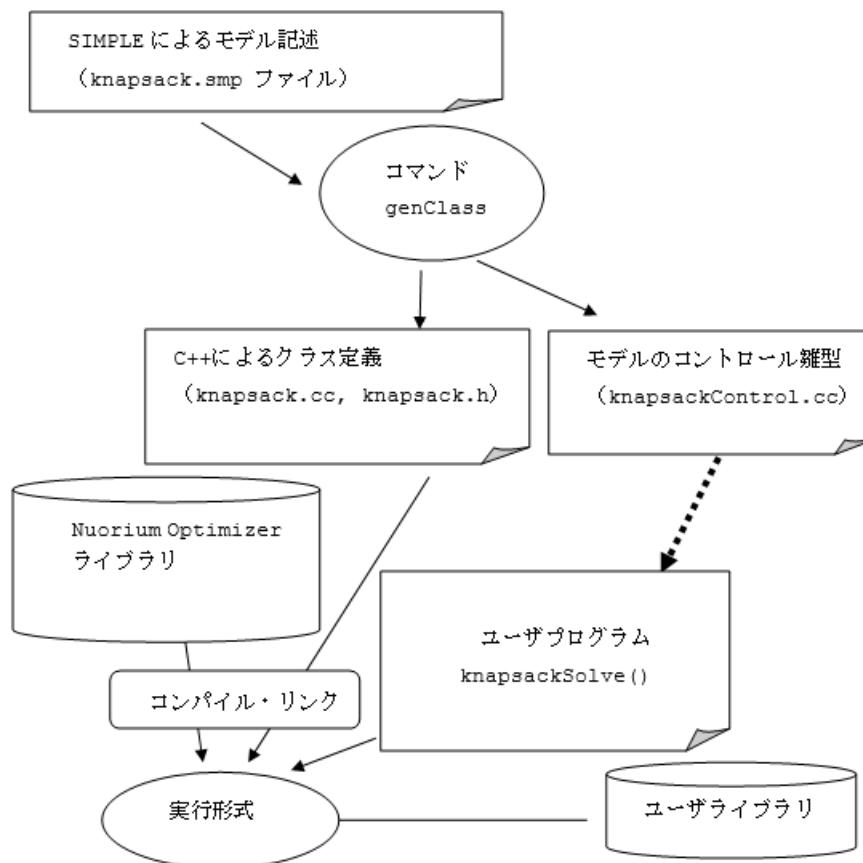 SIMPLE によるモデル記述
（knapsack.smp ファイル）
コマンド
genClass
C++によるクラス定義
（knapsack.cc, knapsack.h）
モデルのコントロール雛型
（knapsackControl.cc）
Nuorium Optimizer
ライブラリ
ユーザプログラム
knapsackSolve()
コンパイル・リンク
実行形式
ユーザライブラリ